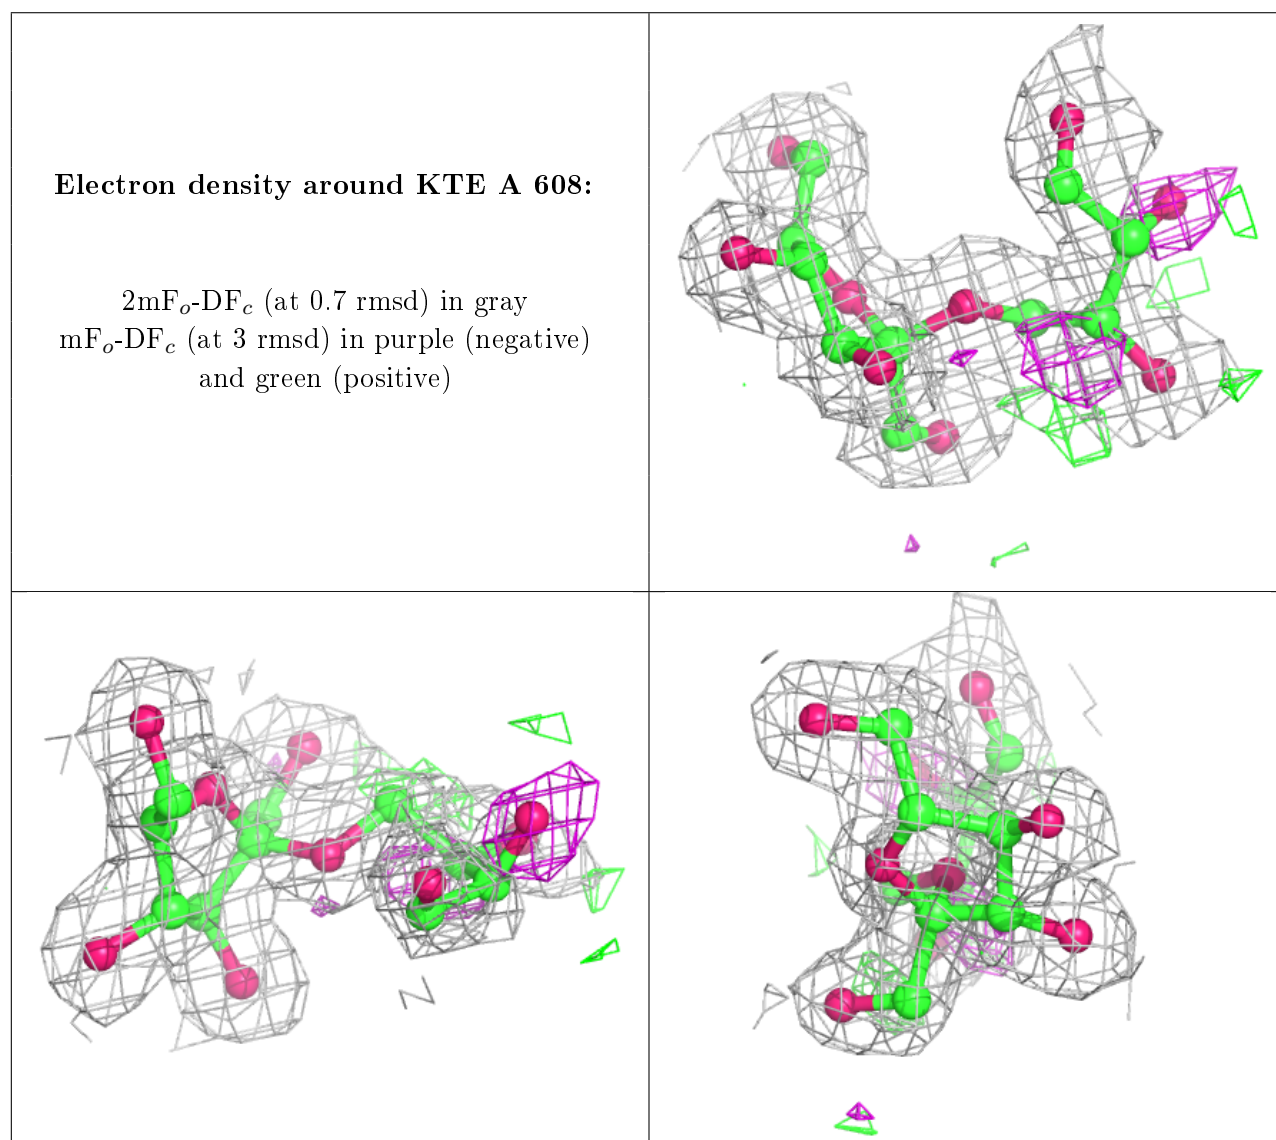 Electron density around KTE A 608:
2mFo-DFc (at 0.7 rmsd) in gray
mFo-DFc (at 3 rmsd) in purple (negative)
and green (positive)